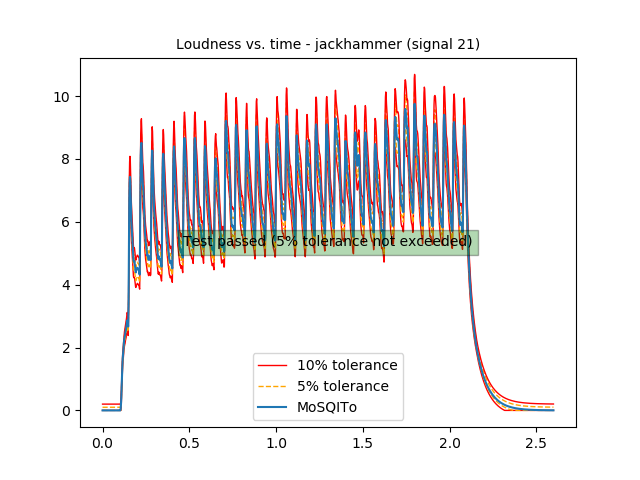 Loudness vs. time - jackhammer (signal 21)
10
8
6
Test passed (5% tolerance not exceeded)
4
2
10% tolerance
5% tolerance
MoSQITo
0
0.0 0.5 1.0 1.5 2.0 2.5